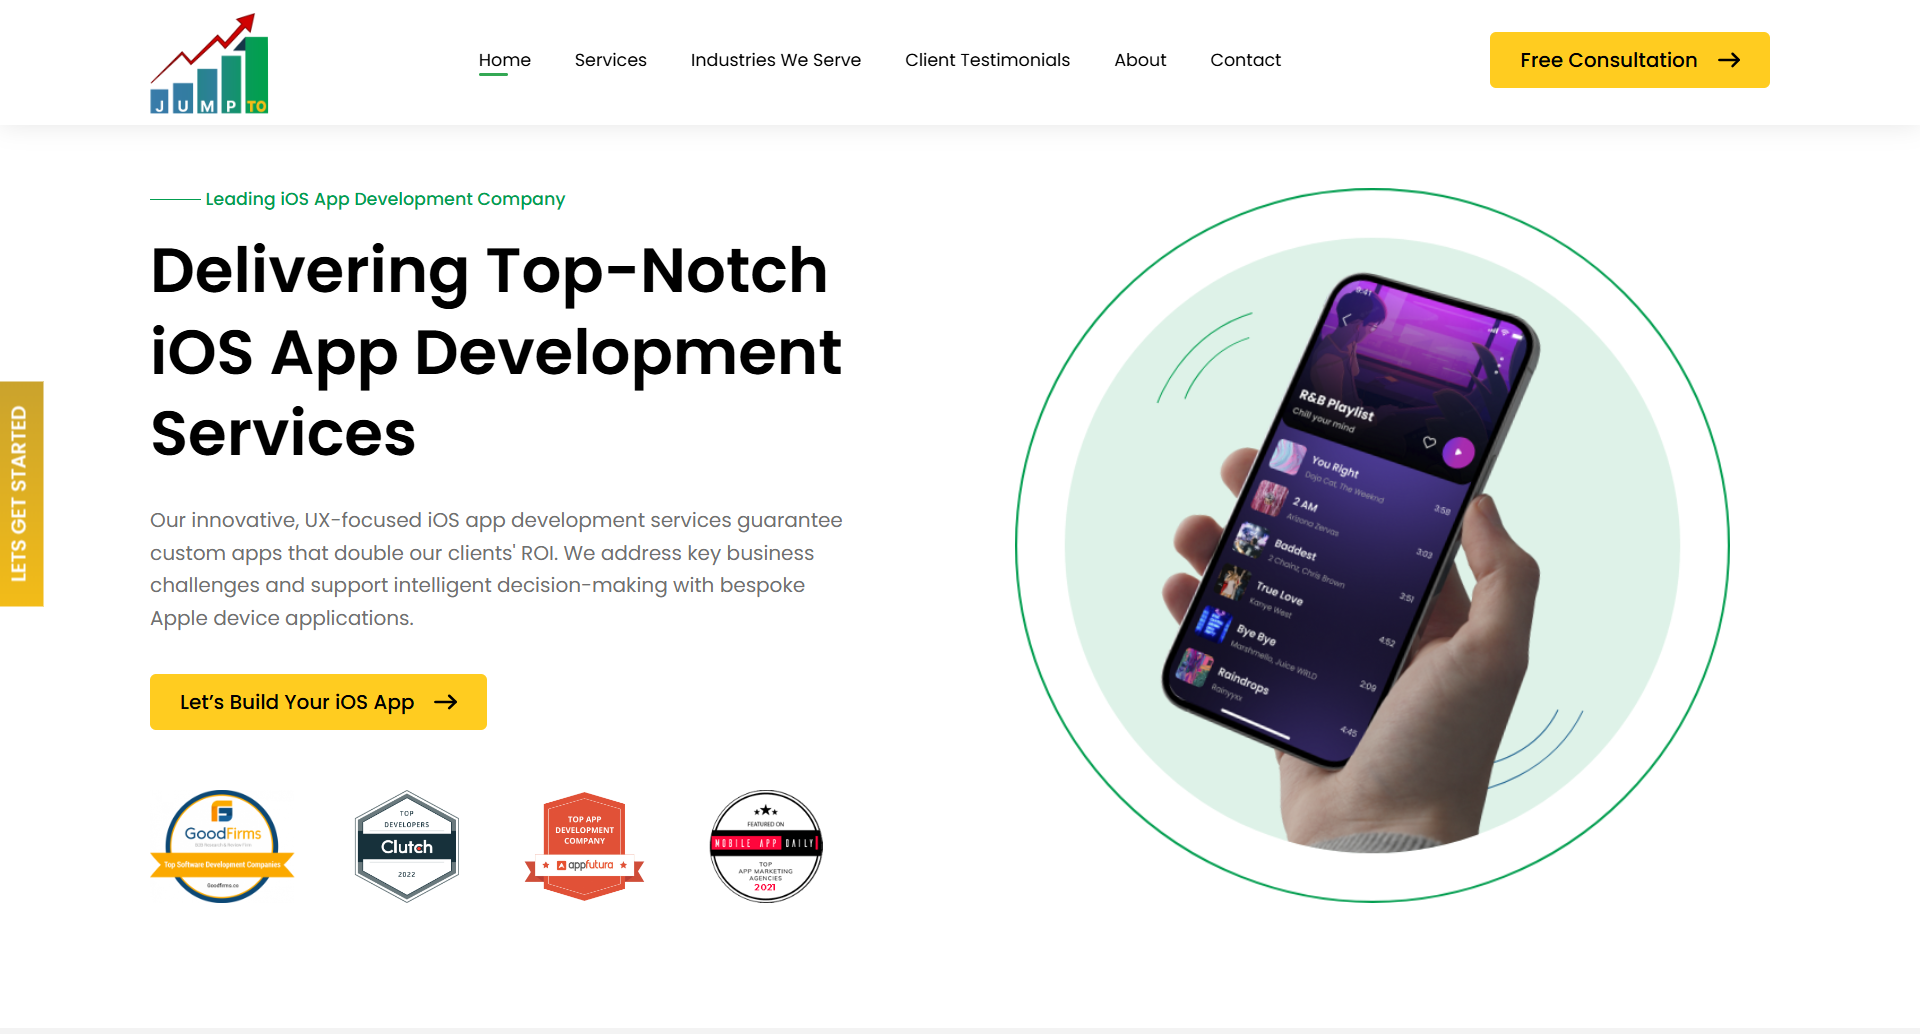 JUMPTO
Home
Services
Industries We Serve
Client Testimonials
About
Contact
Free Consultation
LETS GET STARTED
Leading iOS App Development Company
Delivering Top-Notch
iOS App Development
Services
Our innovative, UX-focused iOS app development services guarantee
custom apps that double our clients' ROI. We address key business
challenges and support intelligent decision-making with bespoke
Apple device applications.
Let’s Build Your iOS App
GoodFirms
Top Software Development Companies
Goodfirms.co
TOP
DEVELOPERS
Clutch
2022
TOP APP
DEVELOPMENT
COMPANY
appfutura
FEATURED ON
MOBILE APP DAILY
TOP
APP MARKETING
AGENCIES
2021
9:41
R&B Playlist
Chill your mind
You Right
Doja Cat, The Weeknd
3:58
2 AM
Arizona Zervas
3:03
Baddest
2 Chainz, Chris Brown
3:51
True Love
Kanye West
4:52
Bye Bye
Marshmello, Juice WRLD
2:09
Raindrops
Rainyyxx
4:45